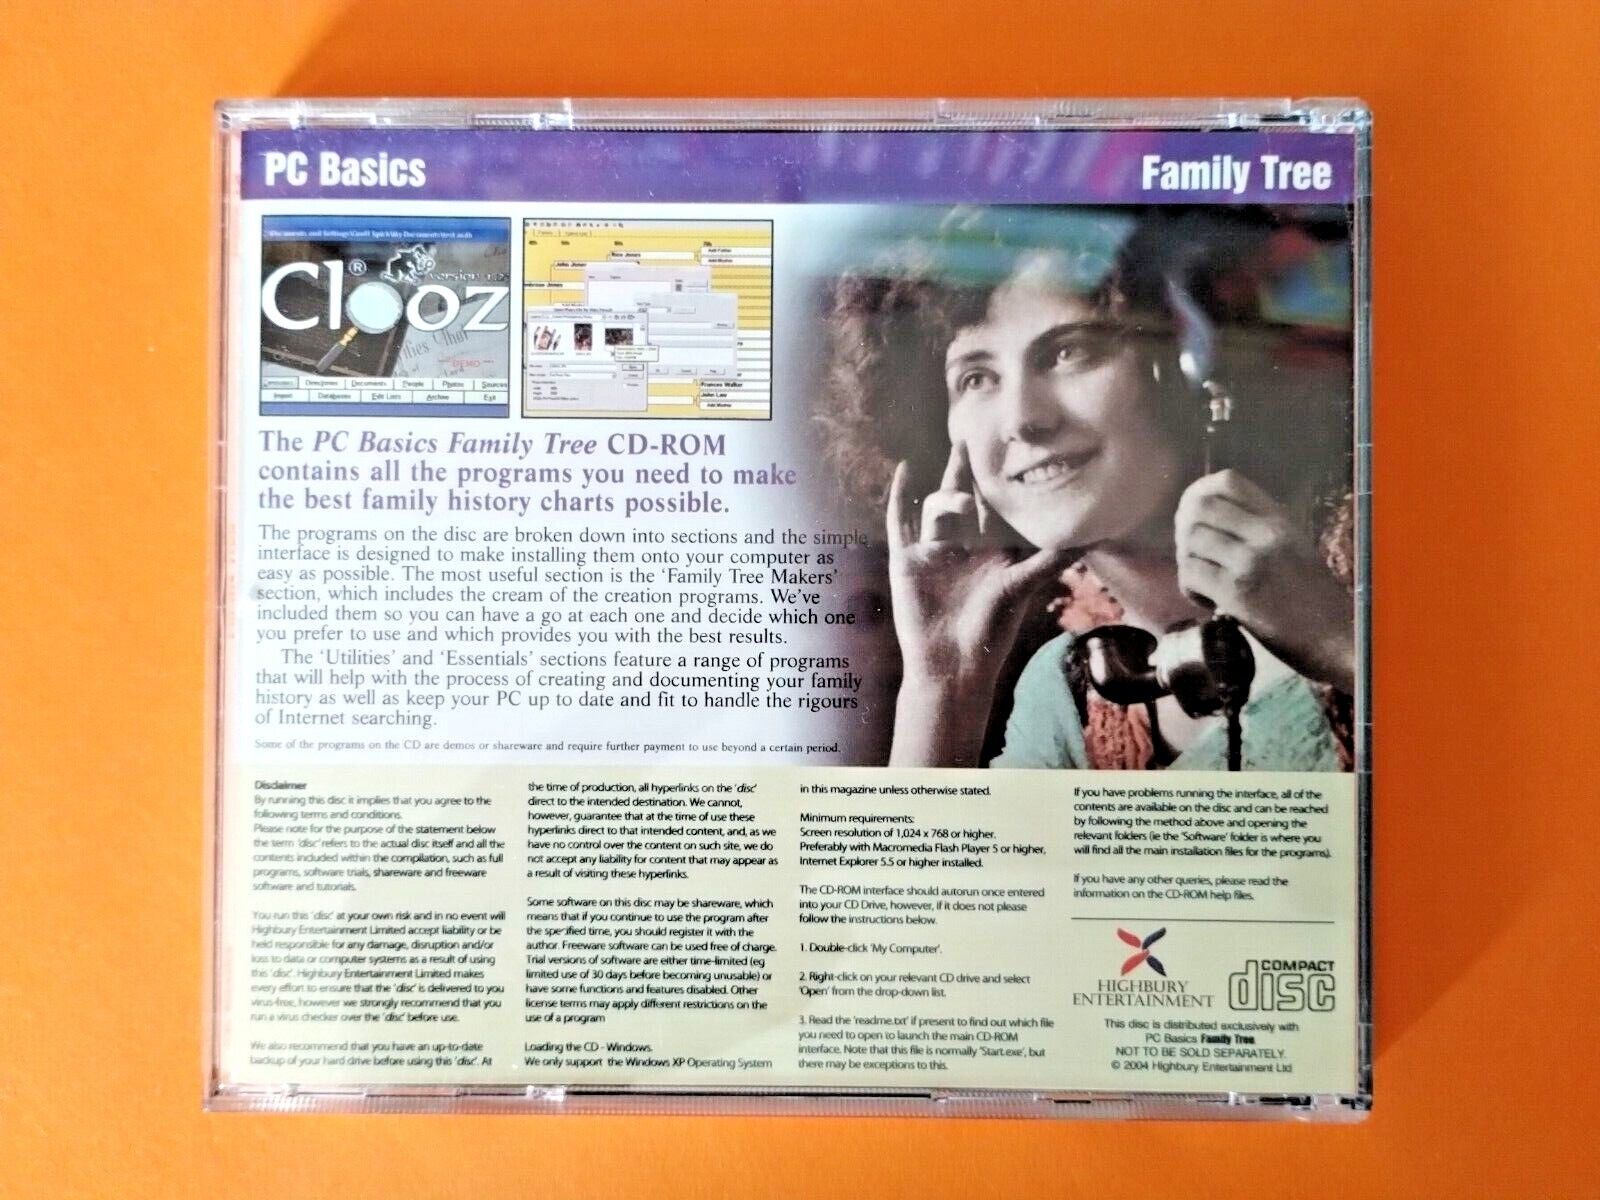 PC Basics
Family Tree
Clooz
®
DEMO
Directories
Documents
People
Photos
Sources
Import
Databases
Edit Lists
Archive
Exit
Rico Jones
John Jones
Add Father
Add Mother
Frances Walker
John Law
Add Mother
The PC Basics Family Tree CD-ROM
contains all the programs you need to make
the best family history charts possible.
The programs on the disc are broken down into sections and the simple
interface is designed to make installing them onto your computer as
easy as possible. The most useful section is the 'Family Tree Makers'
section, which includes the cream of the creation programs. We've
included them so you can have a go at each one and decide which one
you prefer to use and which provides you with the best results.
The 'Utilities' and 'Essentials' sections feature a range of programs
that will help with the process of creating and documenting your family
history as well as keep your PC up to date and fit to handle the rigours
of Internet searching.
Some of the programs on the CD are demos or shareware and require further payment to use beyond a certain period.
Disclaimer
By running this disc it implies that you agree to the
following terms and conditions.
Please note for the purpose of the statement below
the term 'disc' refers to the actual disc itself and all the
contents included within the compilation, such as full
programs, software trials, shareware and freeware
software and tutorials.
You run this 'disc' at your own risk and in no event will
Highbury Entertainment Limited accept liability or be
held responsible for any damage, disruption and/or
loss to data or computer systems as a result of using
this 'disc'. Highbury Entertainment Limited makes
every effort to ensure that the 'disc' is delivered to you
virus-free, however we strongly recommend that you
run a virus checker over the 'disc' before use.
We also recommend that you have an up-to-date
backup of your hard drive before using this 'disc'. At
the time of production, all hyperlinks on the 'disc'
direct to the intended destination. We cannot,
however, guarantee that at the time of use these
hyperlinks direct to that intended content, and, as we
have no control over the content on such site, we do
not accept any liability for content that may appear as
a result of visiting these hyperlinks.
Some software on this disc may be shareware, which
means that if you continue to use the program after
the specified time, you should register it with the
author. Freeware software can be used free of charge.
Trial versions of software are either time-limited (eg
limited use of 30 days before becoming unusable) or
have some functions and features disabled. Other
license terms may apply different restrictions on the
use of a program
Loading the CD - Windows.
We only support the Windows XP Operating System
in this magazine unless otherwise stated.
Minimum requirements:
Screen resolution of 1,024 x 768 or higher.
Preferably with Macromedia Flash Player 5 or higher,
Internet Explorer 5.5 or higher installed.
The CD-ROM interface should autorun once entered
into your CD Drive, however, if it does not please
follow the instructions below.
1. Double-click 'My Computer'.
2. Right-click on your relevant CD drive and select
'Open' from the drop-down list.
3. Read the 'readme.txt' if present to find out which file
you need to open to launch the main CD-ROM
interface. Note that this file is normally 'Start.exe', but
there may be exceptions to this.
If you have problems running the interface, all of the
contents are available on the disc and can be reached
by following the method above and opening the
relevant folders (ie the 'Software' folder is where you
will find all the main installation files for the programs).
If you have any other queries, please read the
information on the CD-ROM help files.
HIGHBURY
ENTERTAINMENT
COMPACT
disc
This disc is distributed exclusively with
PC Basics Family Tree.
NOT TO BE SOLD SEPARATELY.
© 2004 Highbury Entertainment Ltd